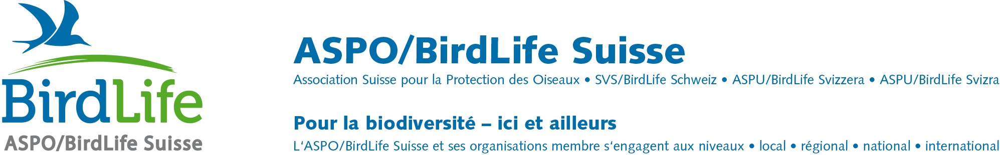 BirdLife
ASPO/BirdLife Suisse
ASPO/BirdLife Suisse
Association Suisse pour la Protection des Oiseaux • SVS/BirdLife Schweiz • ASPU/BirdLife Svizzera • ASPU/BirdLife Svizra
Pour la biodiversité – ici et ailleurs
L‘ASPO/BirdLife Suisse et ses organisations membre s‘engagent aux niveaux • local • régional • national • international